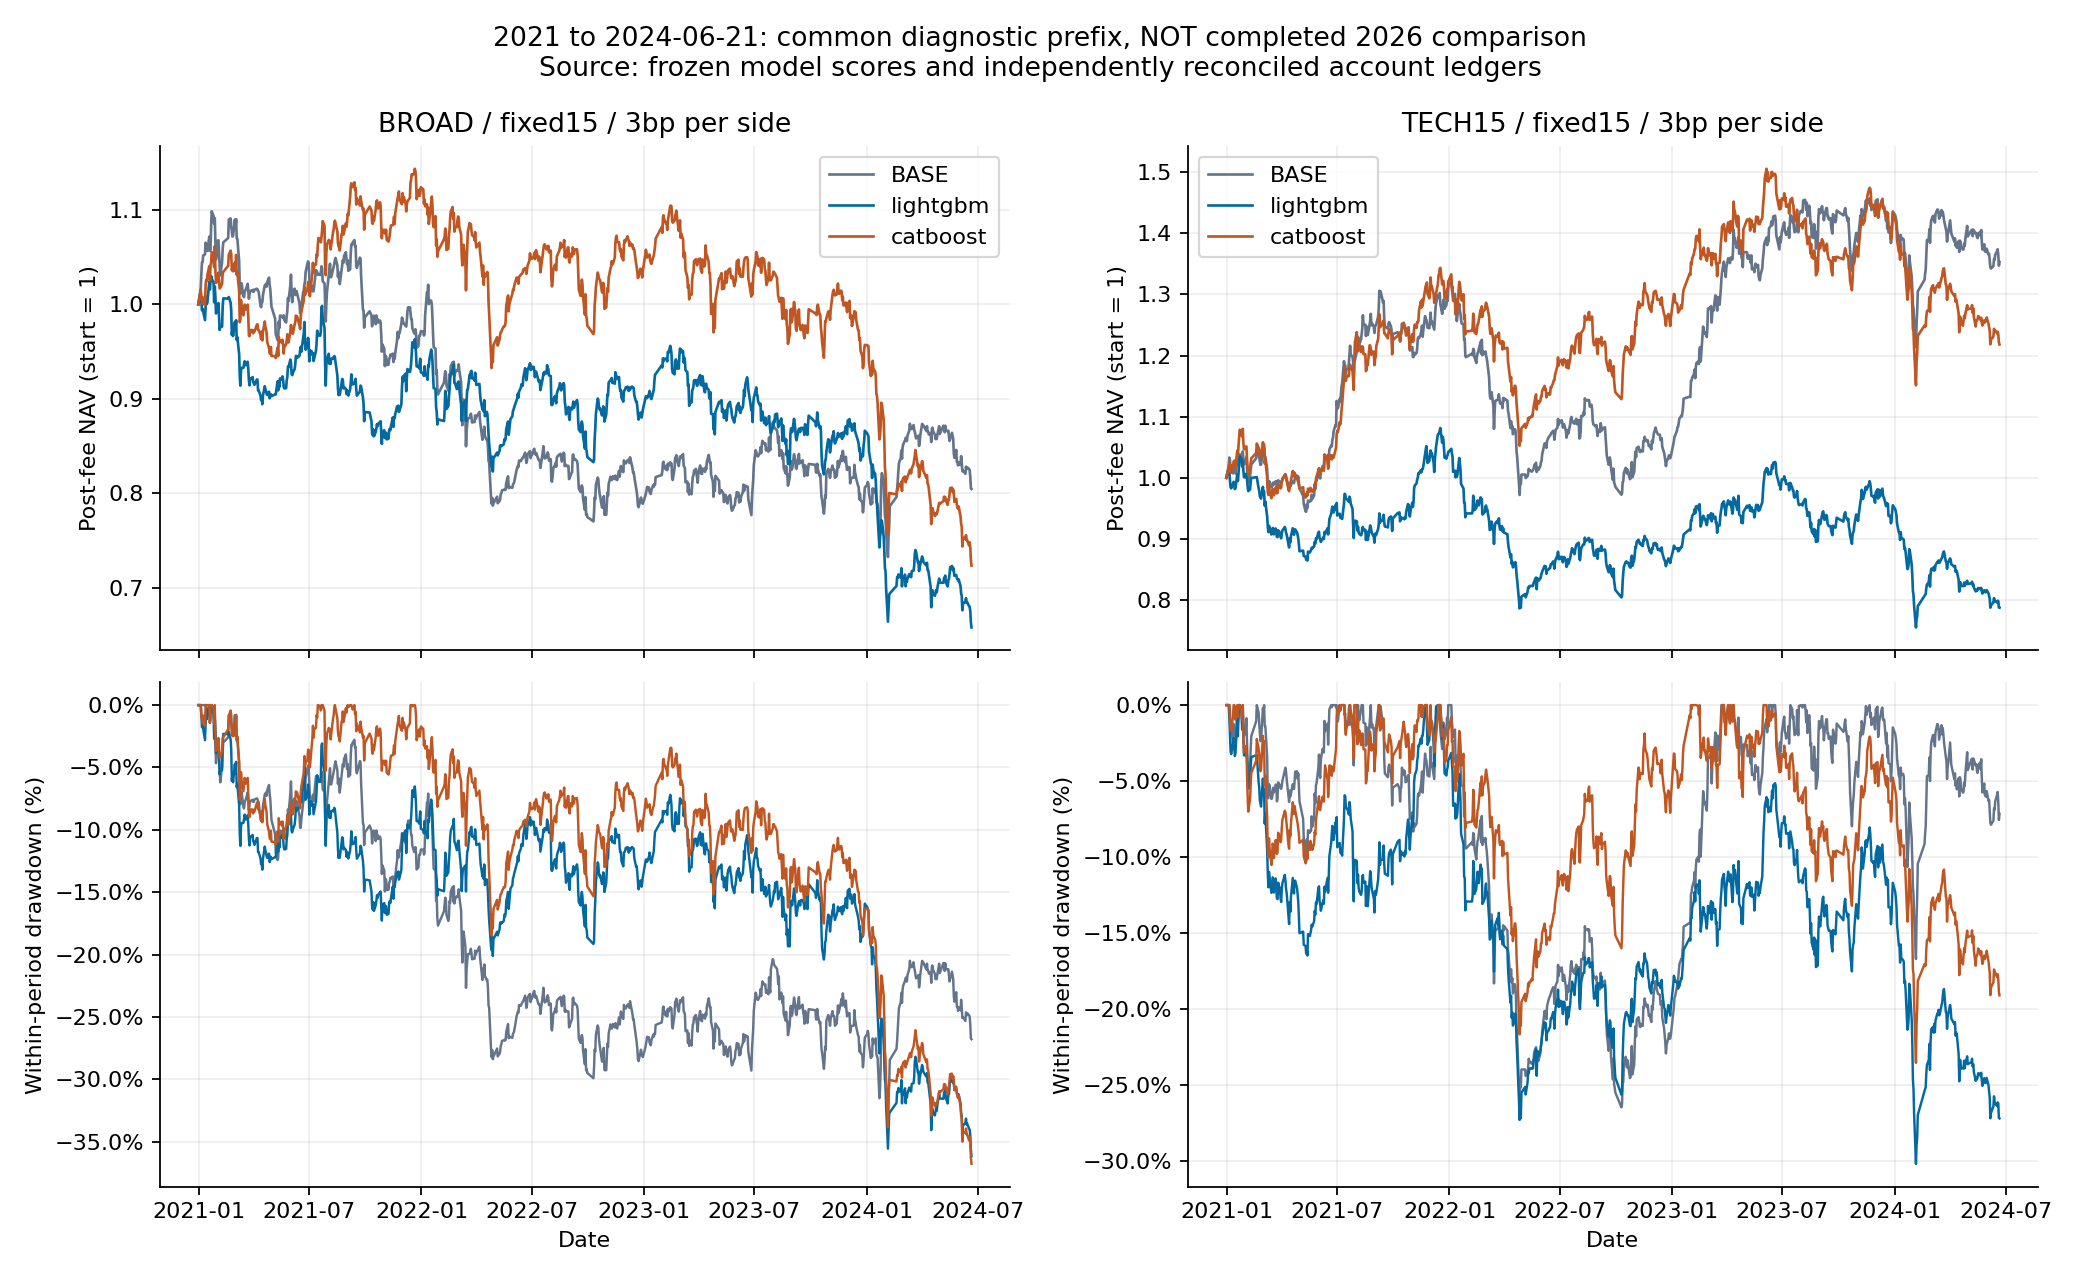 2021 to 2024-06-21: common diagnostic prefix, NOT completed 2026 comparison
Source: frozen model scores and independently reconciled account ledgers
BROAD / fixed15 / 3bp per side
Post-fee NAV (start = 1)
1.1
1.0
0.9
0.8
0.7
BASE
lightgbm
catboost
TECH15 / fixed15 / 3bp per side
Post-fee NAV (start = 1)
1.5
1.4
1.3
1.2
1.1
1.0
0.9
0.8
BASE
lightgbm
catboost
Within-period drawdown (%)
0.0%
−5.0%
−10.0%
−15.0%
−20.0%
−25.0%
−30.0%
−35.0%
2021-01 2021-07 2022-01 2022-07 2023-01 2023-07 2024-01 2024-07
Date
Within-period drawdown (%)
0.0%
−5.0%
−10.0%
−15.0%
−20.0%
−25.0%
−30.0%
2021-01 2021-07 2022-01 2022-07 2023-01 2023-07 2024-01 2024-07
Date